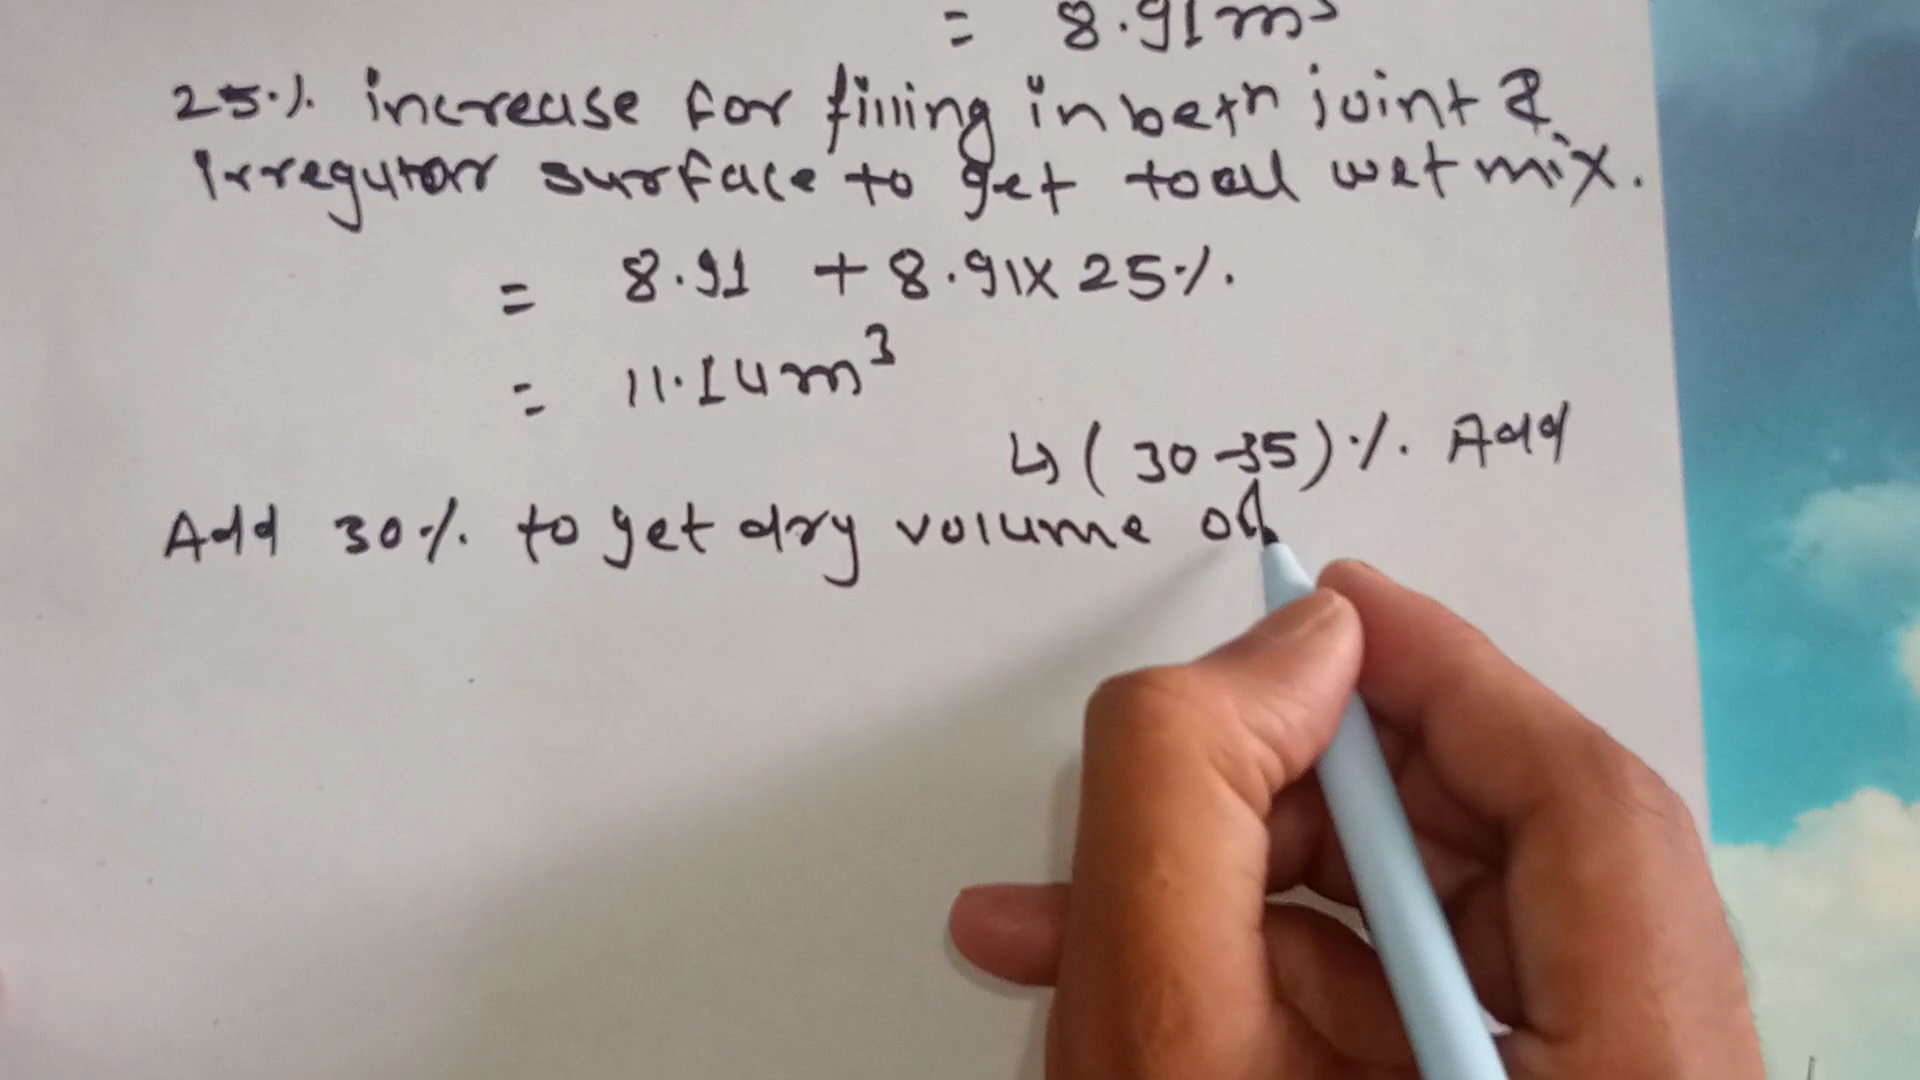 = 8.91m³
25% increase for filling in betn joint &
Irregular surface to get toal wet mix.
= 8.91 + 8.91x25%.
= 11.14m³
↳ (30-35)%. Add
Add 30% to get dry volume of